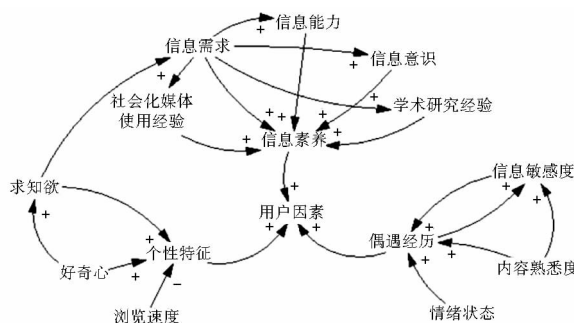 信息能力
信息需求
信息意识
社会化媒体
使用经验
学术研究经验
信息素养
信息敏感度
求知欲
用户因素
偶遇经历
个性特征
好奇心
内容熟悉度
浏览速度
情绪状态